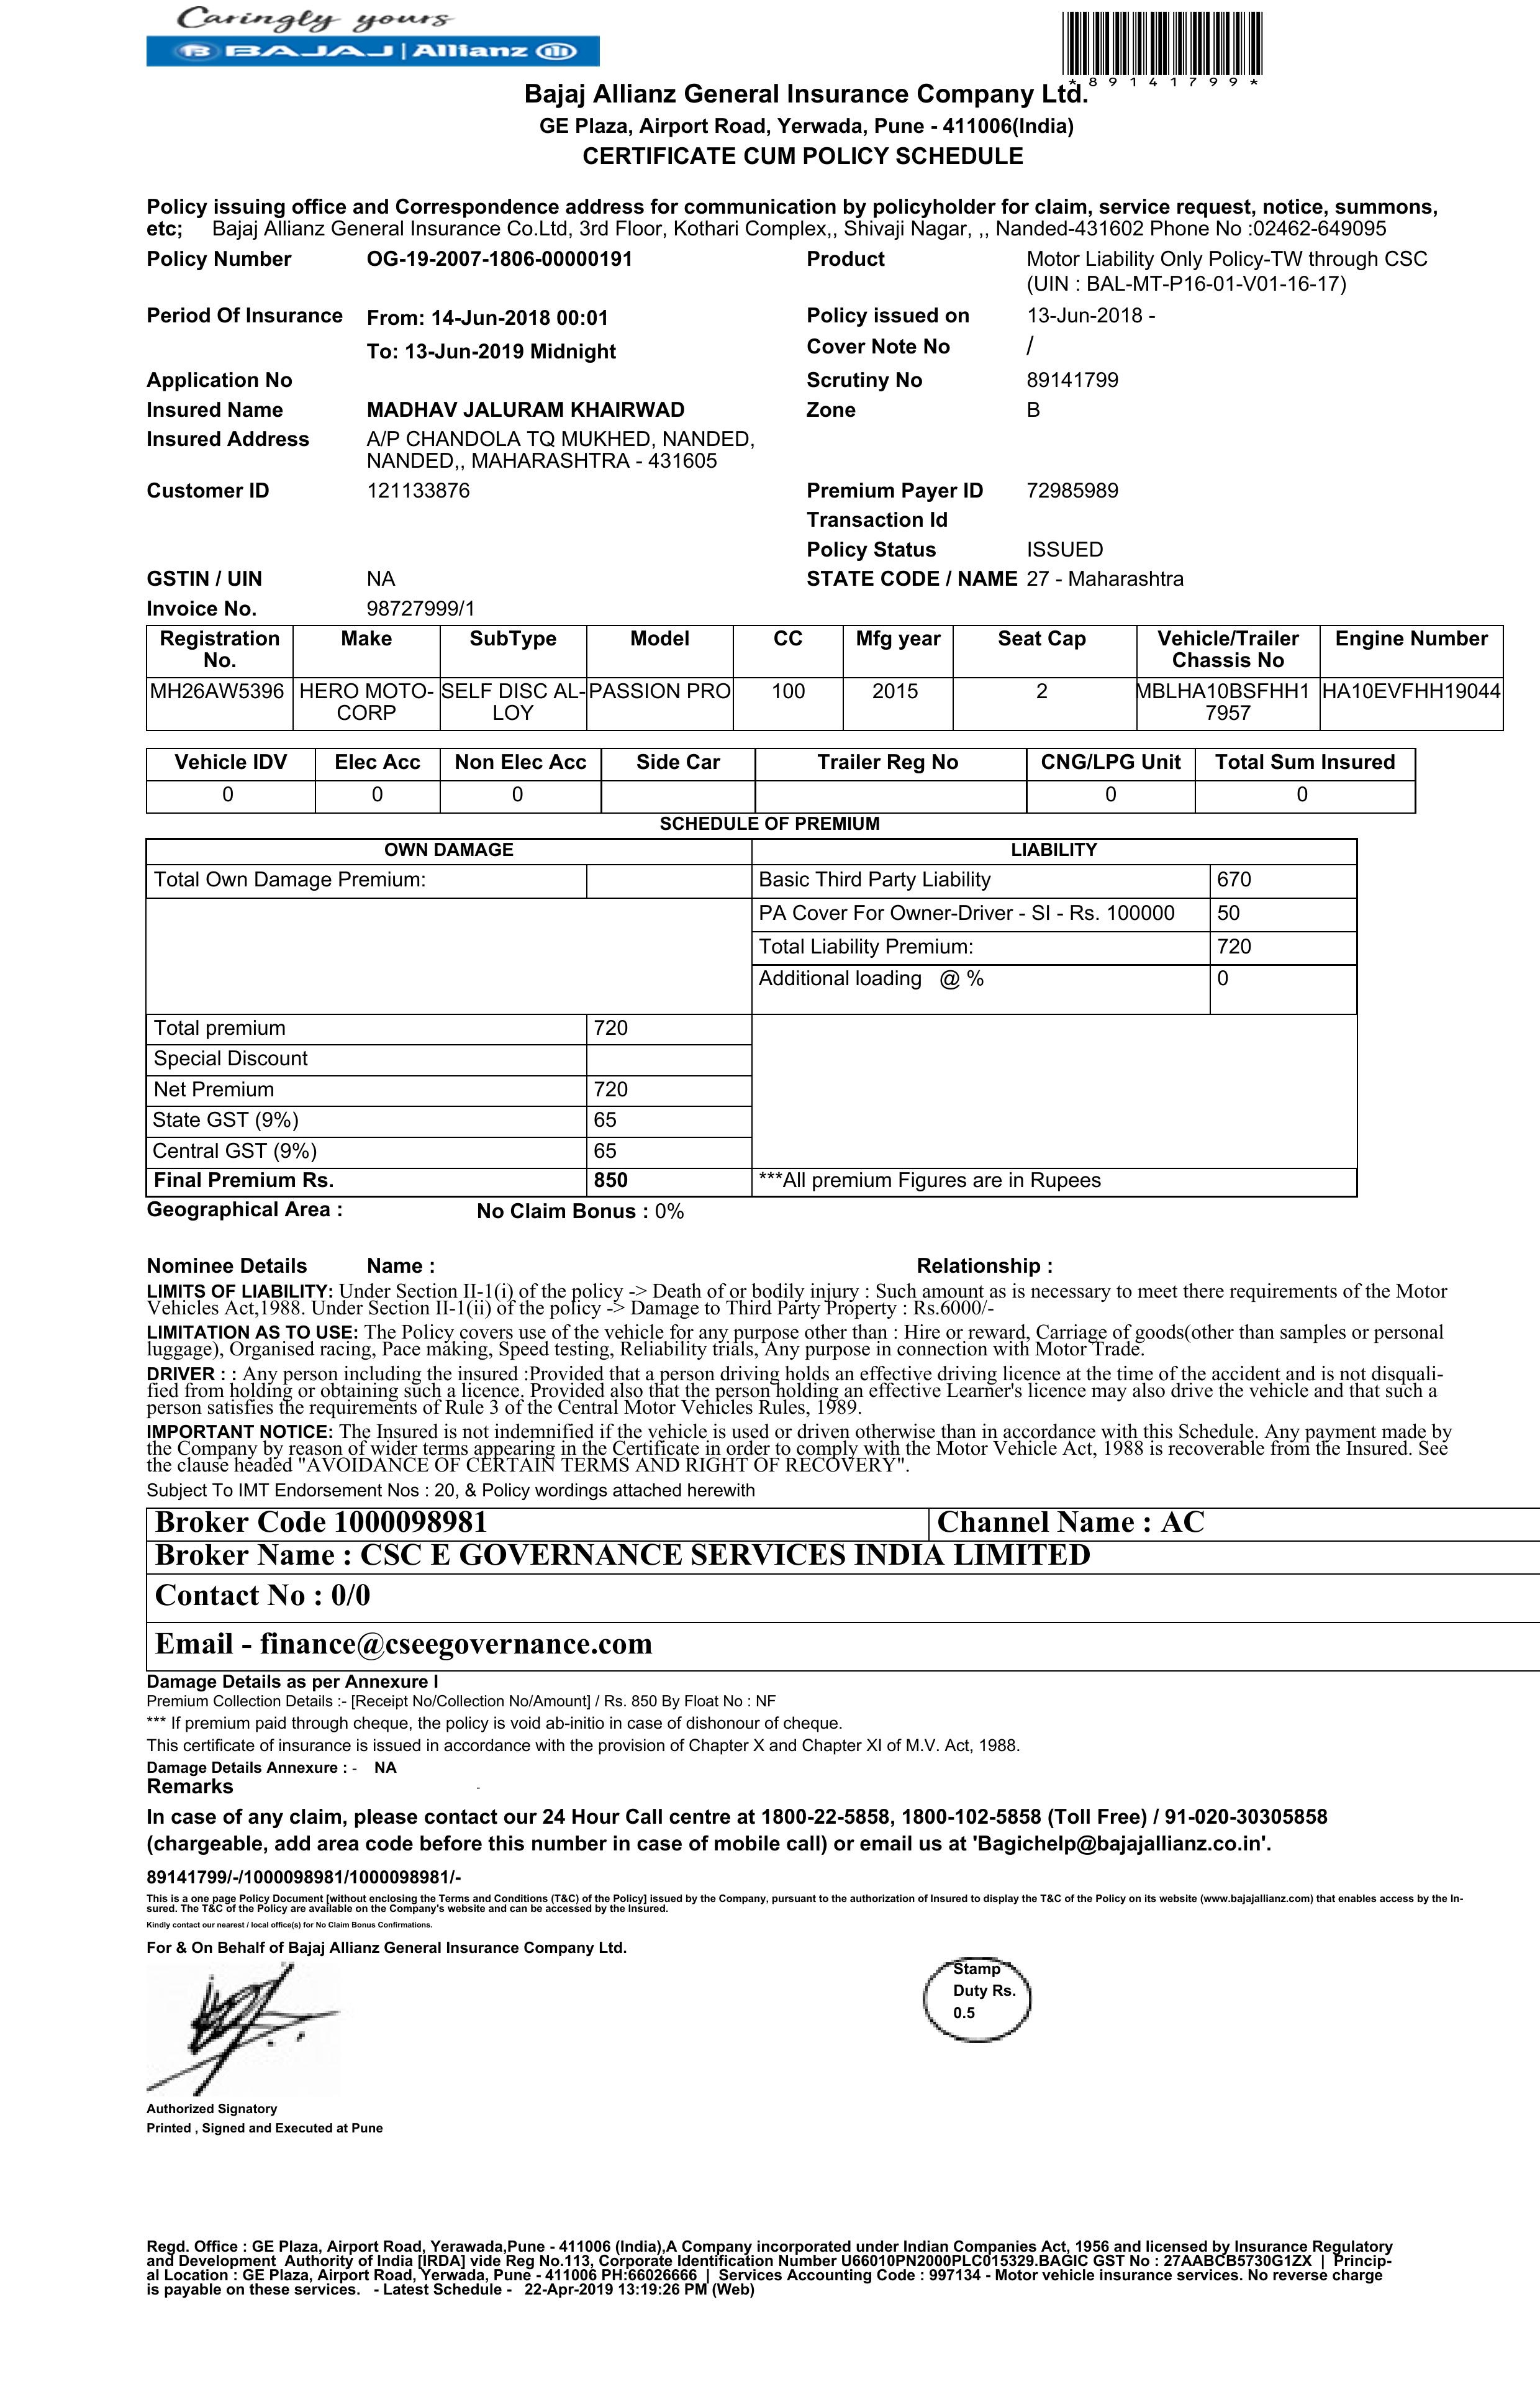 Caringly yours
BAJAJ | Allianz
*89141799*
Bajaj Allianz General Insurance Company Ltd.
GE Plaza, Airport Road, Yerwada, Pune - 411006(India)
CERTIFICATE CUM POLICY SCHEDULE
Policy issuing office and Correspondence address for communication by policyholder for claim, service request, notice, summons,
etc; Bajaj Allianz General Insurance Co.Ltd, 3rd Floor, Kothari Complex,, Shivaji Nagar, ,, Nanded-431602 Phone No :02462-649095
Policy Number OG-19-2007-1806-00000191 Product Motor Liability Only Policy-TW through CSC
(UIN : BAL-MT-P16-01-V01-16-17)
Period Of Insurance From: 14-Jun-2018 00:01 Policy issued on 13-Jun-2018 -
To: 13-Jun-2019 Midnight Cover Note No /
Application No Scrutiny No 89141799
Insured Name MADHAV JALURAM KHAIRWAD Zone B
Insured Address A/P CHANDOLA TQ MUKHED, NANDED,
NANDED,, MAHARASHTRA - 431605
Customer ID 121133876 Premium Payer ID 72985989
Transaction Id
Policy Status ISSUED
GSTIN / UIN NA STATE CODE / NAME 27 - Maharashtra
Invoice No. 98727999/1
Registration Make SubType Model CC Mfg year Seat Cap Vehicle/Trailer Engine Number
No. Chassis No
MH26AW5396 HERO MOTO- SELF DISC AL- PASSION PRO 100 2015 2 MBLHA10BSFHH1 HA10EVFHH19044
CORP LOY 7957
Vehicle IDV Elec Acc Non Elec Acc Side Car Trailer Reg No CNG/LPG Unit Total Sum Insured
0 0 0 0 0
SCHEDULE OF PREMIUM
OWN DAMAGE LIABILITY
Total Own Damage Premium: Basic Third Party Liability 670
PA Cover For Owner-Driver - SI - Rs. 100000 50
Total Liability Premium: 720
Additional loading @ % 0
Total premium 720
Special Discount
Net Premium 720
State GST (9%) 65
Central GST (9%) 65
Final Premium Rs. 850 ***All premium Figures are in Rupees
Geographical Area : No Claim Bonus : 0%
Nominee Details Name : Relationship :
LIMITS OF LIABILITY: Under Section II-1(i) of the policy -> Death of or bodily injury : Such amount as is necessary to meet there requirements of the Motor
Vehicles Act,1988. Under Section II-1(ii) of the policy -> Damage to Third Party Property : Rs.6000/-
LIMITATION AS TO USE: The Policy covers use of the vehicle for any purpose other than : Hire or reward, Carriage of goods(other than samples or personal
luggage), Organised racing, Pace making, Speed testing, Reliability trials, Any purpose in connection with Motor Trade.
DRIVER : : Any person including the insured :Provided that a person driving holds an effective driving licence at the time of the accident and is not disquali-
fied from holding or obtaining such a licence. Provided also that the person holding an effective Learner's licence may also drive the vehicle and that such a
person satisfies the requirements of Rule 3 of the Central Motor Vehicles Rules, 1989.
IMPORTANT NOTICE: The Insured is not indemnified if the vehicle is used or driven otherwise than in accordance with this Schedule. Any payment made by
the Company by reason of wider terms appearing in the Certificate in order to comply with the Motor Vehicle Act, 1988 is recoverable from the Insured. See
the clause headed "AVOIDANCE OF CERTAIN TERMS AND RIGHT OF RECOVERY".
Subject To IMT Endorsement Nos : 20, & Policy wordings attached herewith
Broker Code 1000098981 Channel Name : AC
Broker Name : CSC E GOVERNANCE SERVICES INDIA LIMITED
Contact No : 0/0
Email - finance@cseegovernance.com
Damage Details as per Annexure I
Premium Collection Details :- [Receipt No/Collection No/Amount] / Rs. 850 By Float No : NF
*** If premium paid through cheque, the policy is void ab-initio in case of dishonour of cheque.
This certificate of insurance is issued in accordance with the provision of Chapter X and Chapter XI of M.V. Act, 1988.
Damage Details Annexure : - NA
Remarks -
In case of any claim, please contact our 24 Hour Call centre at 1800-22-5858, 1800-102-5858 (Toll Free) / 91-020-30305858
(chargeable, add area code before this number in case of mobile call) or email us at 'Bagichelp@bajajallianz.co.in'.
89141799/-/1000098981/1000098981/-
This is a one page Policy Document [without enclosing the Terms and Conditions (T&C) of the Policy] issued by the Company, pursuant to the authorization of Insured to display the T&C of the Policy on its website (www.bajajallianz.com) that enables access by the In-
sured. The T&C of the Policy are available on the Company's website and can be accessed by the Insured.
Kindly contact our nearest / local office(s) for No Claim Bonus Confirmations.
For & On Behalf of Bajaj Allianz General Insurance Company Ltd.
Stamp
Duty Rs.
0.5
Authorized Signatory
Printed , Signed and Executed at Pune
Regd. Office : GE Plaza, Airport Road, Yerawada,Pune - 411006 (India),A Company incorporated under Indian Companies Act, 1956 and licensed by Insurance Regulatory
and Development Authority of India [IRDA] vide Reg No.113, Corporate Identification Number U66010PN2000PLC015329.BAGIC GST No : 27AABCB5730G1ZX | Princip-
al Location : GE Plaza, Airport Road, Yerwada, Pune - 411006 PH:66026666 | Services Accounting Code : 997134 - Motor vehicle insurance services. No reverse charge
is payable on these services. - Latest Schedule - 22-Apr-2019 13:19:26 PM (Web)